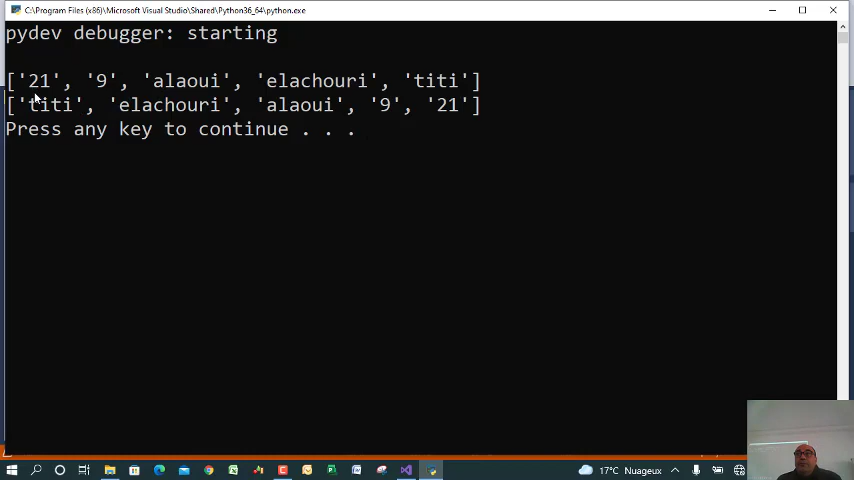 C:\Program Files (x86)\Microsoft Visual Studio\Shared\Python36_64\python.exe
pydev debugger: starting
['21', '9', 'alaoui', 'elachouri', 'titi']
['titi', 'elachouri', 'alaoui', '9', '21']
Press any key to continue . . .
17°C Nuageux